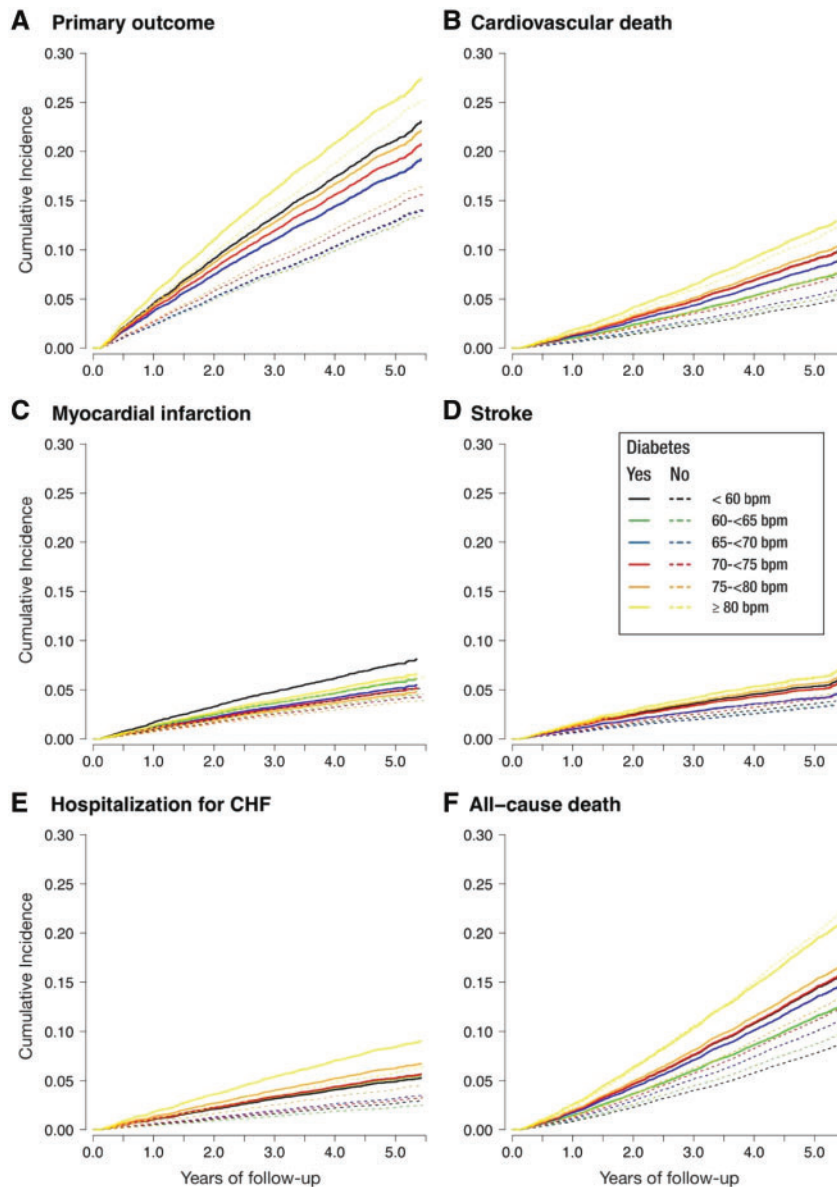 A Primary outcome
Cumulative Incidence
0.30
0.25
0.20
0.15
0.10
0.05
0.00
0.0 1.0 2.0 3.0 4.0 5.0
B Cardiovascular death
0.30
0.25
0.20
0.15
0.10
0.05
0.00
0.0 1.0 2.0 3.0 4.0 5.0
C Myocardial infarction
Cumulative Incidence
0.30
0.25
0.20
0.15
0.10
0.05
0.00
0.0 1.0 2.0 3.0 4.0 5.0
D Stroke
0.30
0.25
0.20
0.15
0.10
0.05
0.00
0.0 1.0 2.0 3.0 4.0 5.0
Diabetes
Yes No
< 60 bpm
60-<65 bpm
65-<70 bpm
70-<75 bpm
75-<80 bpm
≥ 80 bpm
E Hospitalization for CHF
Cumulative Incidence
0.30
0.25
0.20
0.15
0.10
0.05
0.00
0.0 1.0 2.0 3.0 4.0 5.0
Years of follow-up
F All–cause death
0.30
0.25
0.20
0.15
0.10
0.05
0.00
0.0 1.0 2.0 3.0 4.0 5.0
Years of follow-up